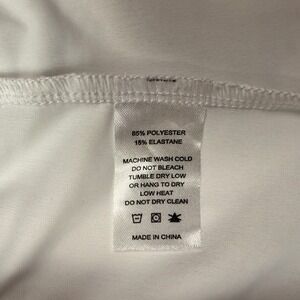 85% POLYESTER
15% ELASTANE
MACHINE WASH COLD
DO NOT BLEACH
TUMBLE DRY LOW
OR HANG TO DRY
LOW HEAT
DO NOT DRY CLEAN
MADE IN CHINA